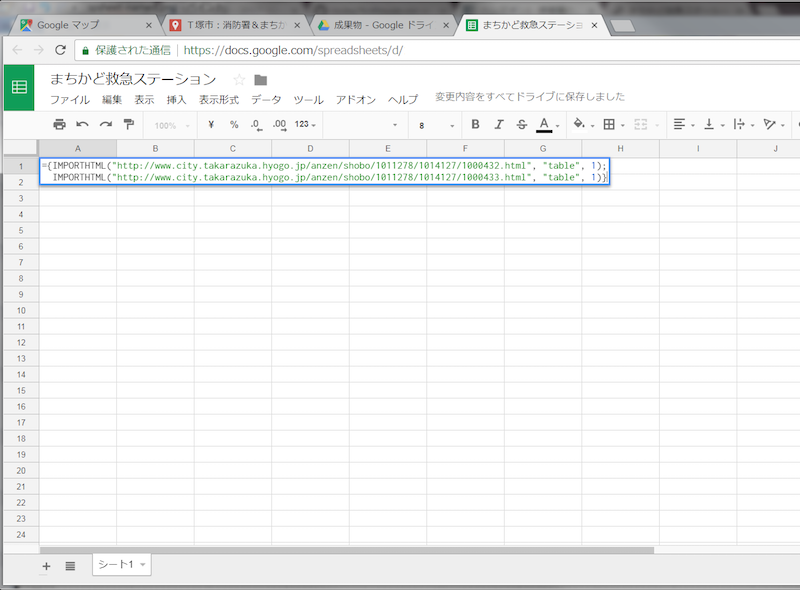 Google マップ
T塚市:消防署&まちか
成果物 - Google ドライ
まちかど救急ステーショ
保護された通信
https://docs.google.com/spreadsheets/d/
まちかど救急ステーション
ファイル 編集 表示 挿入 表示形式 データ ツール アドオン ヘルプ 変更内容をすべてドライブに保存しました
100% ¥ % .0 .00 123 8 B I S A
A B C D E F G H I J
1 ={IMPORTHTML("http://www.city.takarazuka.hyogo.jp/anzen/shobo/1011278/1014127/1000432.html", "table", 1);
2 IMPORTHTML("http://www.city.takarazuka.hyogo.jp/anzen/shobo/1011278/1014127/1000433.html", "table", 1)}
3
4
5
6
7
8
9
10
11
12
13
14
15
16
17
18
19
20
21
22
23
24
シート1